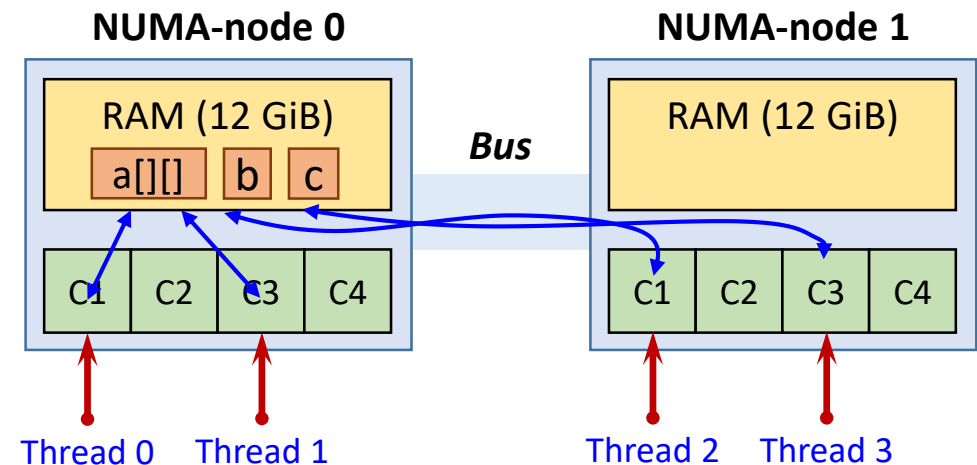 NUMA-node 0
NUMA-node 1
RAM (12 GiB)
RAM (12 GiB)
Bus
a[][]
b
c
C1
C2
C3
C4
C1
C2
C3
C4
Thread 0
Thread 1
Thread 2
Thread 3